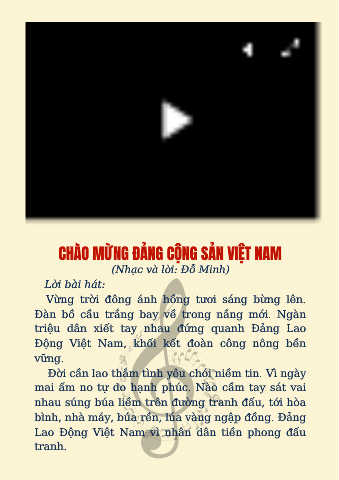 CHÀO MỪNG ĐẢNG CỘNG SẢN VIỆT NAM
(Nhạc và lời: Đỗ Minh)
Lời bài hát:
Vừng trời đông ánh hồng tươi sáng bừng lên.
Đàn bồ câu trắng bay về trong nắng mới. Ngàn
triệu dân xiết tay nhau đứng quanh Đảng Lao
Động Việt Nam, khối kết đoàn công nông bền
vững.
Đời cần lao thắm tình yêu chói niềm tin. Vì ngày
mai ấm no tự do hạnh phúc. Nào cầm tay sát vai
nhau súng búa liềm trên đường tranh đấu, tới hòa
bình, nhà máy, búa rền, lúa vàng ngập đồng. Đảng
Lao Động Việt Nam vì nhân dân tiền phong đấu
tranh.